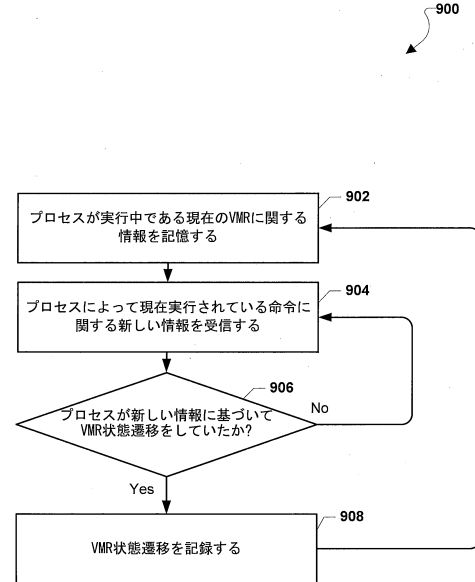 900
902
プロセスが実行中である現在のVMRに関する
情報を記憶する
904
プロセスによって現在実行されている命令に
関する新しい情報を受信する
906
プロセスが新しい情報に基づいて
VMR状態遷移をしていたか?
No
Yes
908
VMR状態遷移を記録する